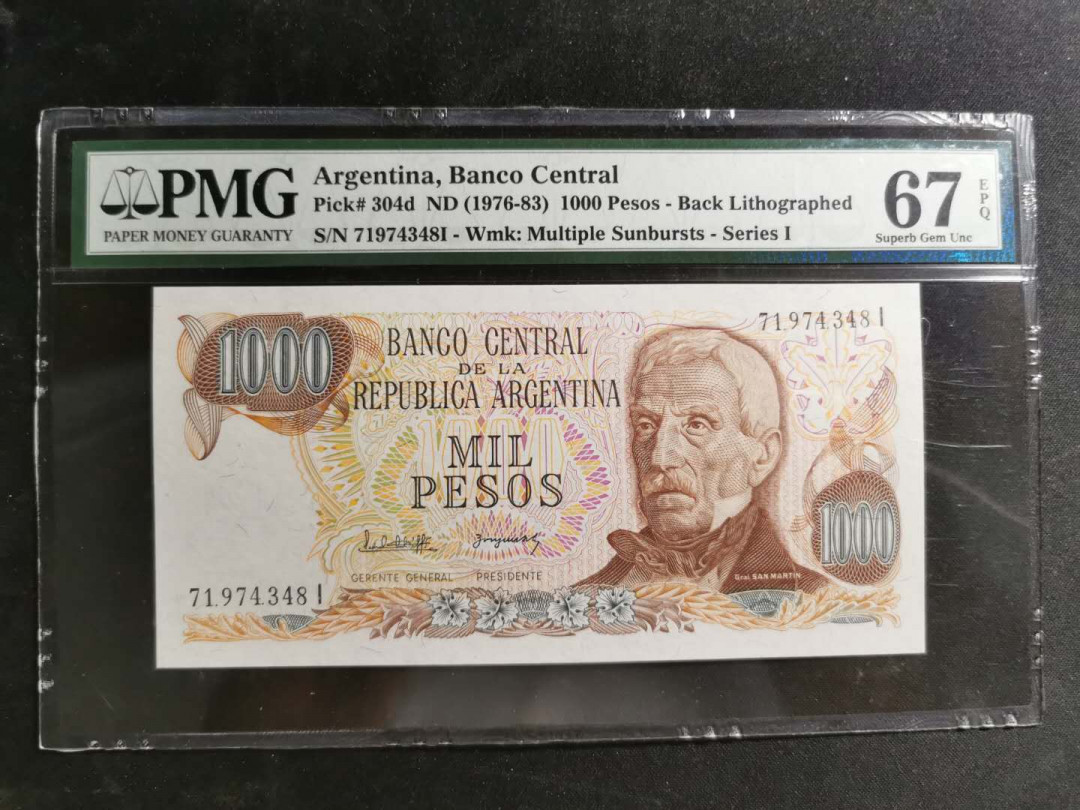 PMG
PAPER MONEY GUARANTY
Argentina, Banco Central
Pick# 304d ND (1976-83) 1000 Pesos - Back Lithographed
S/N 71974348I - Wmk: Multiple Sunbursts - Series I
67
EPQ
Superb Gem Unc
1000
BANCO CENTRAL
DE LA
REPUBLICA ARGENTINA
71.974.348 I
MIL
PESOS
1000
GERENTE GENERAL PRESIDENTE
Gral SAN MARTIN
71.974.348 I